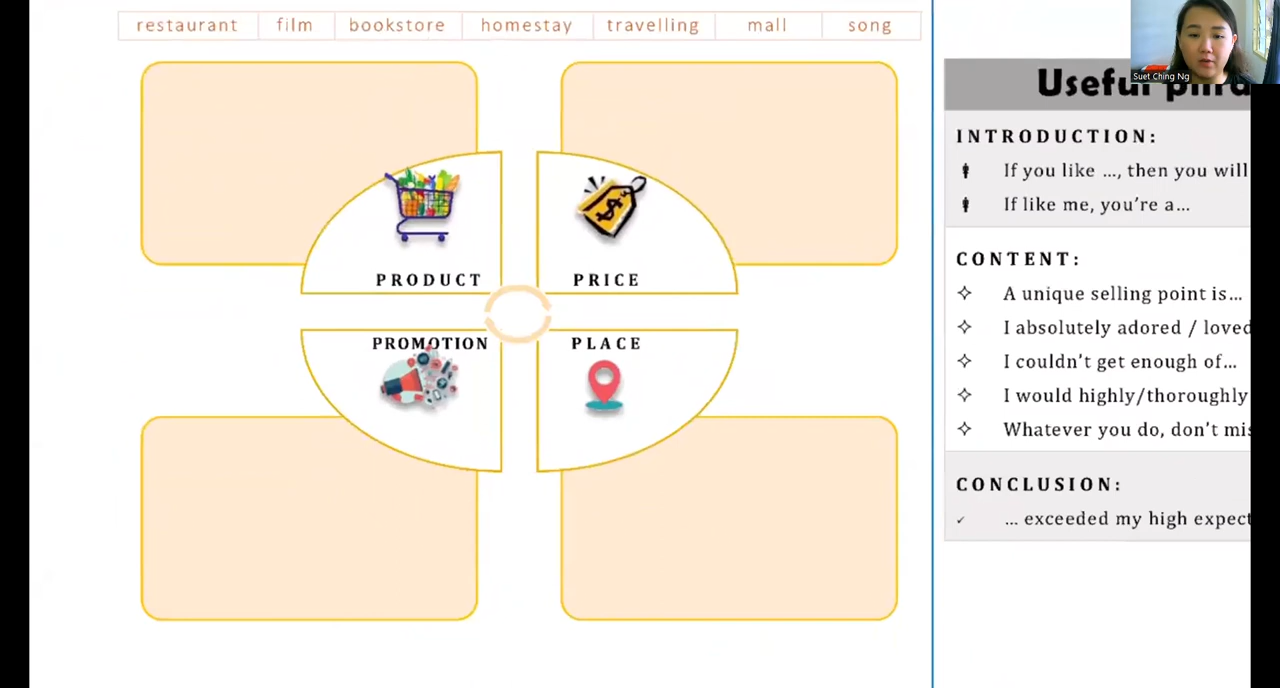 restaurant film bookstore homestay travelling mall song
Suet Ching Ng
Useful
INTRODUCTION:
If you like ..., then you will
If like me, you're a...
CONTENT:
A unique selling point is...
I absolutely adored / loved
I couldn't get enough of...
I would highly/thoroughly
Whatever you do, don't
CONCLUSION:
... exceeded my high
PRODUCT
PRICE
PROMOTION
PLACE